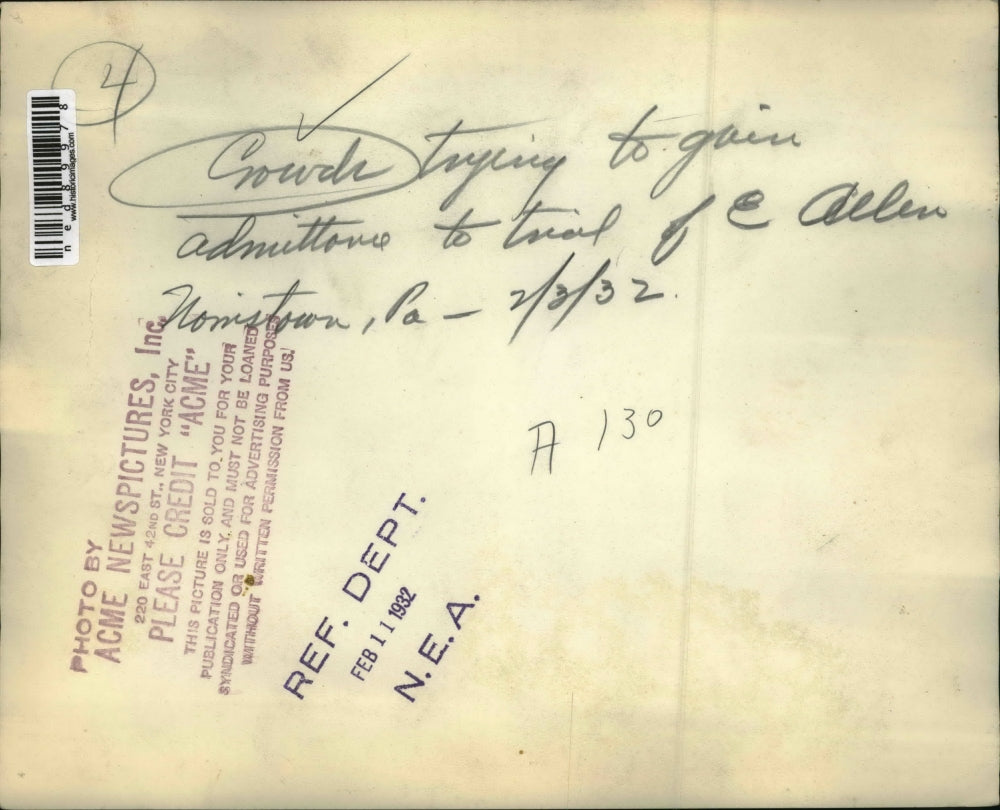 4
Crowds trying to gain
admittance to trial of E Allen
Norristown, Pa – 2/3/32.
A 130
PHOTO BY
ACME NEWSPICTURES, Inc.
220 EAST 42ND ST., NEW YORK CITY
PLEASE CREDIT "ACME"
THIS PICTURE IS SOLD TO YOU FOR YOUR
PUBLICATION ONLY, AND MUST NOT BE LOANED
SYNDICATED OR USED FOR ADVERTISING PURPOSES
WITHOUT WRITTEN PERMISSION FROM US.
REF. DEPT.
FEB 11 1932
N.E.A.
www.historicimages.com
ned89978